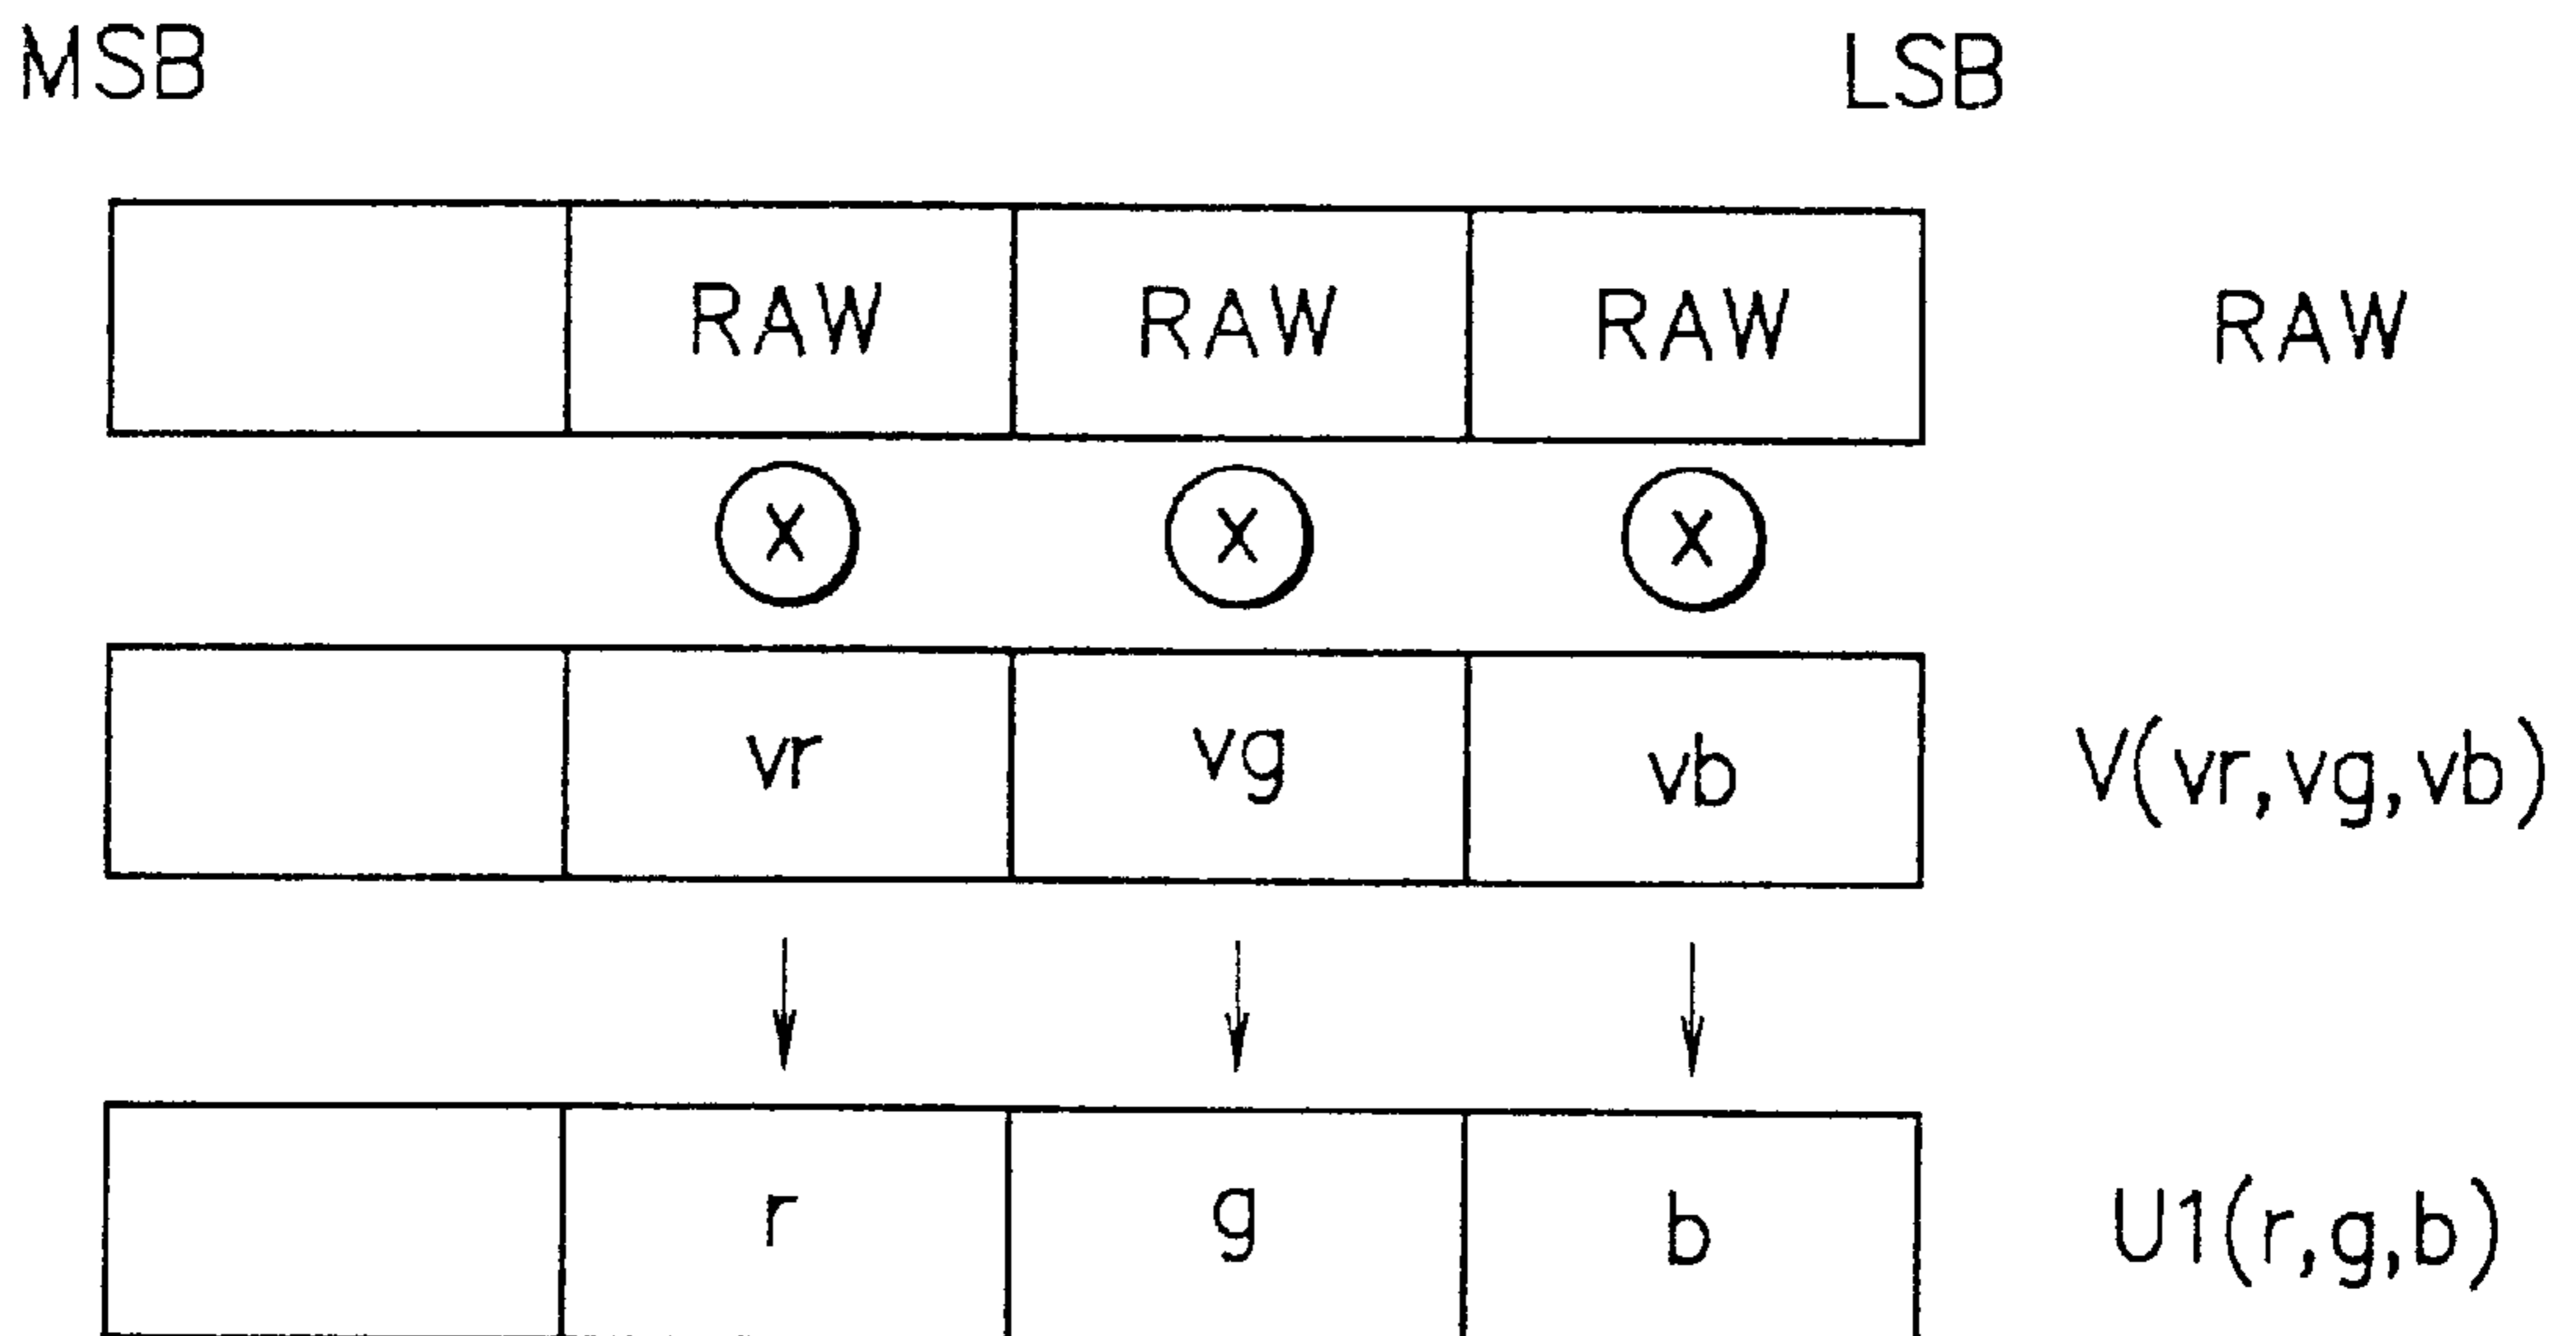 MSB LSB
RAW RAW RAW RAW
X X X
vr vg vb V(vr,vg,vb)
r g b U1(r,g,b)